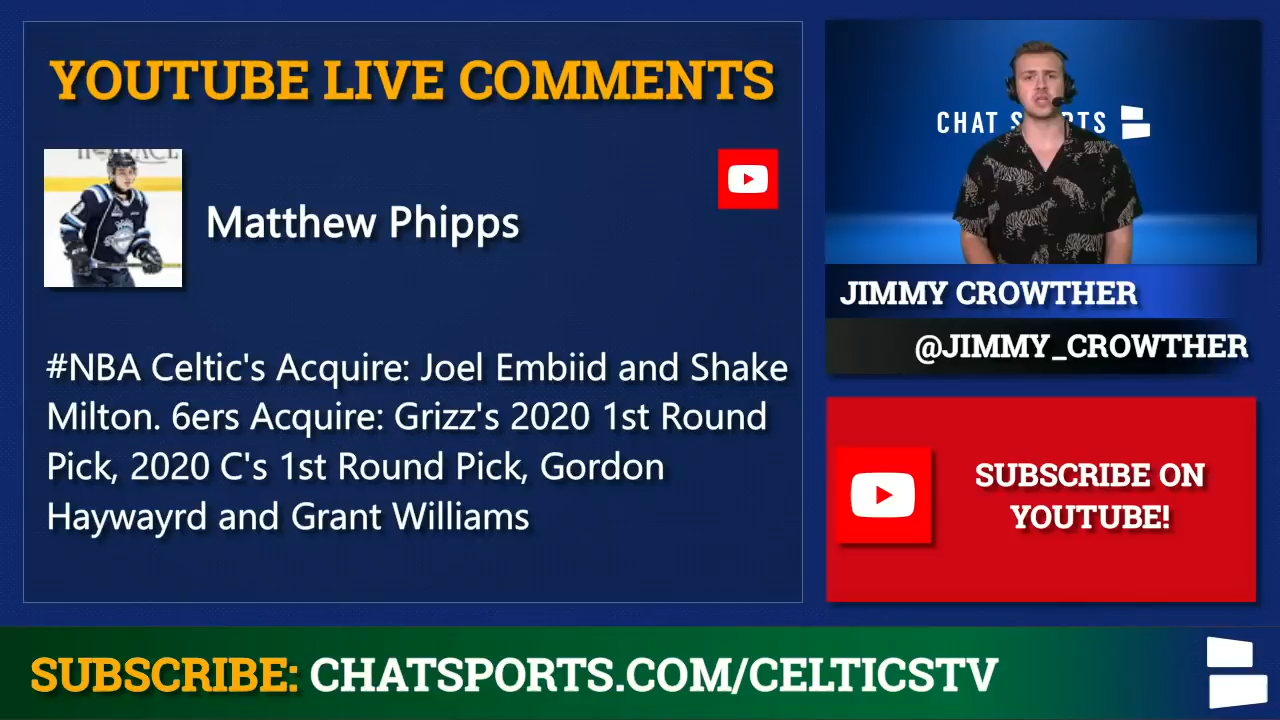 YOUTUBE LIVE COMMENTS
Matthew Phipps
#NBA Celtic's Acquire: Joel Embiid and Shake
Milton. 6ers Acquire: Grizz's 2020 1st Round
Pick, 2020 C's 1st Round Pick, Gordon
Haywayrd and Grant Williams
CHAT SPORTS
JIMMY CROWTHER
@JIMMY_CROWTHER
SUBSCRIBE ON
YOUTUBE!
SUBSCRIBE: CHATSPORTS.COM/CELTICSTV